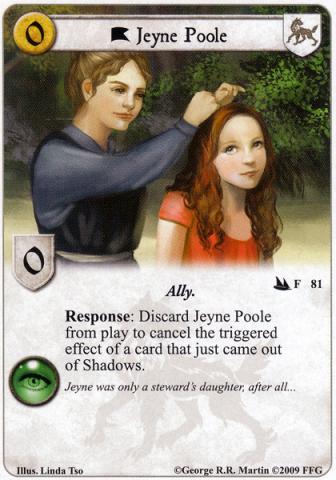 0
Jeyne Poole
0
Ally.
F 81
Response: Discard Jeyne Poole
from play to cancel the triggered
effect of a card that just came out
of Shadows.
Jeyne was only a steward's daughter, after all...
Illus. Linda Tso
©George R.R. Martin ©2009 FFG